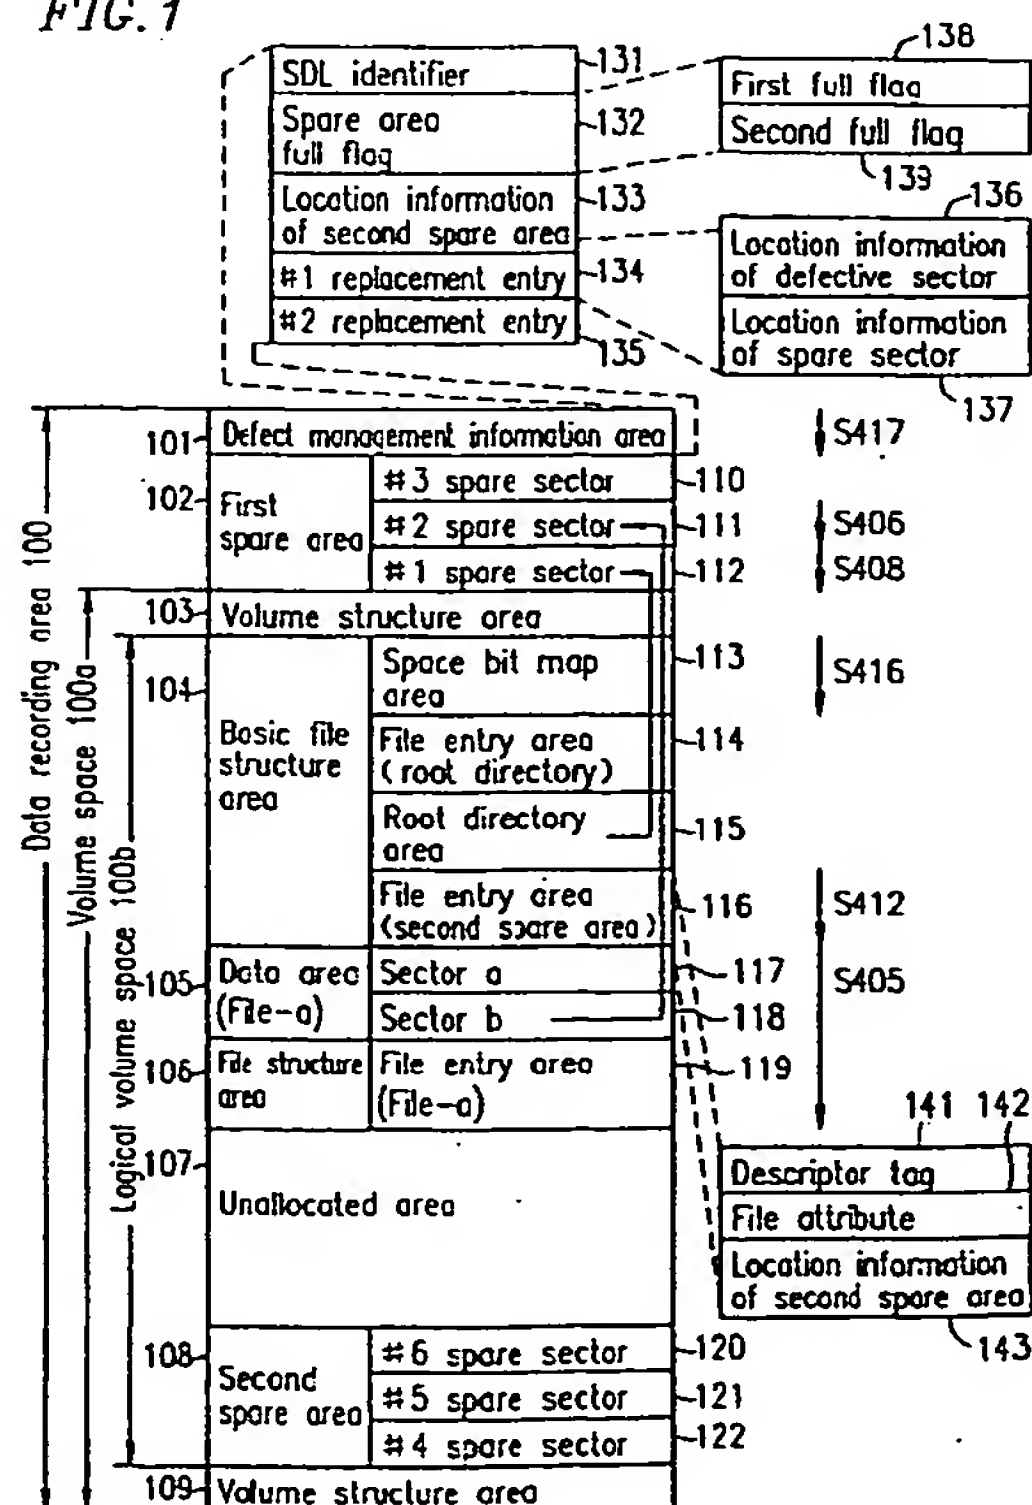 FIG. 1
SDL identifier
131
Spare area
full flag
132
Location information
of second spare area
133
#1 replacement entry
134
#2 replacement entry
135
138
First full flag
Second full flag
139
136
Location information
of defective sector
Location information
of spare sector
137
Data recording area 100
Volume space 100a
Logical volume space 100b
101
Defect management information area
S417
102
First
spare area
#3 spare sector
110
#2 spare sector
111
S406
#1 spare sector
112
S408
103
Volume structure area
104
Basic file
structure
area
Space bit map
area
113
S416
File entry area
(root directory)
114
Root directory
area
115
File entry area
(second spare area)
116
S412
105
Data area
(File-a)
Sector a
117
S405
Sector b
118
106
File structure
area
File entry area
(File-a)
119
107
Unallocated area
141 142
Descriptor tag
File attribute
Location information
of second spare area
143
108
Second
spare area
#6 spare sector
120
#5 spare sector
121
#4 spare sector
122
109
Volume structure area